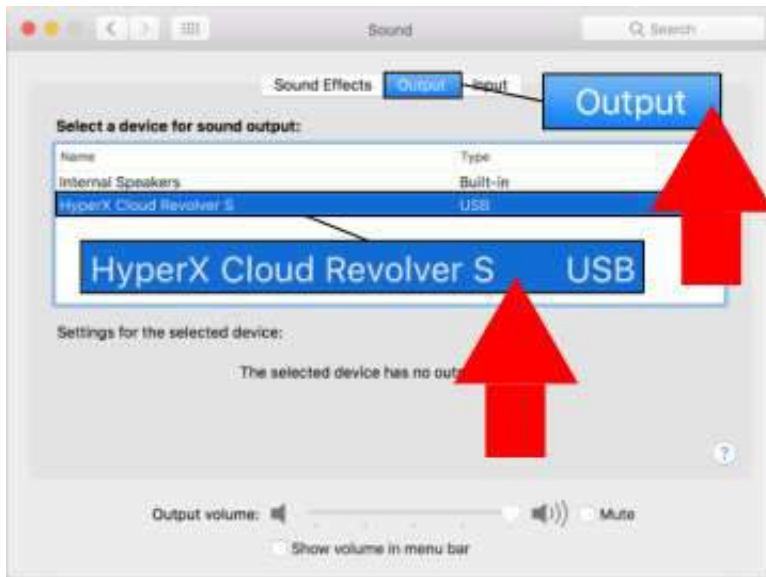 Sound
Search
Sound Effects Output Input
Output
Select a device for sound output:
Name Type
Internal Speakers Built-in
HyperX Cloud Revolver S USB
HyperX Cloud Revolver S USB
Settings for the selected device:
The selected device has no out
?
Output volume: Mute
Show volume in menu bar